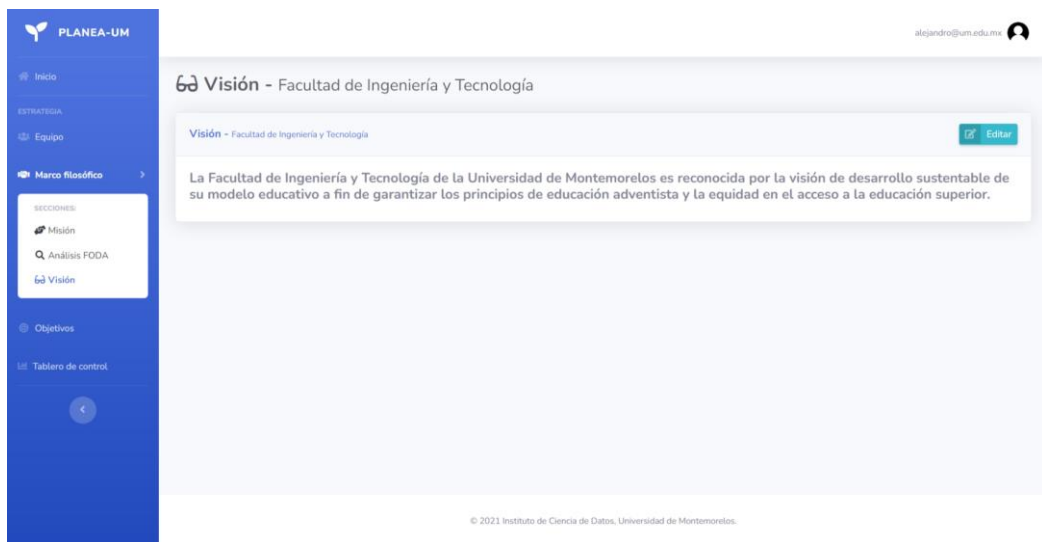 PLANEA-UM
alejandro@um.edu.mx
Inicio
ESTRATEGIA
Equipo
Marco filosófico
SECCIONES:
Misión
Análisis FODA
Visión
Objetivos
Tablero de control
Visión - Facultad de Ingeniería y Tecnología
Visión - Facultad de Ingeniería y Tecnología
Editar
La Facultad de Ingeniería y Tecnología de la Universidad de Montemorelos es reconocida por la visión de desarrollo sustentable de
su modelo educativo a fin de garantizar los principios de educación adventista y la equidad en el acceso a la educación superior.
© 2021 Instituto de Ciencia de Datos, Universidad de Montemorelos.